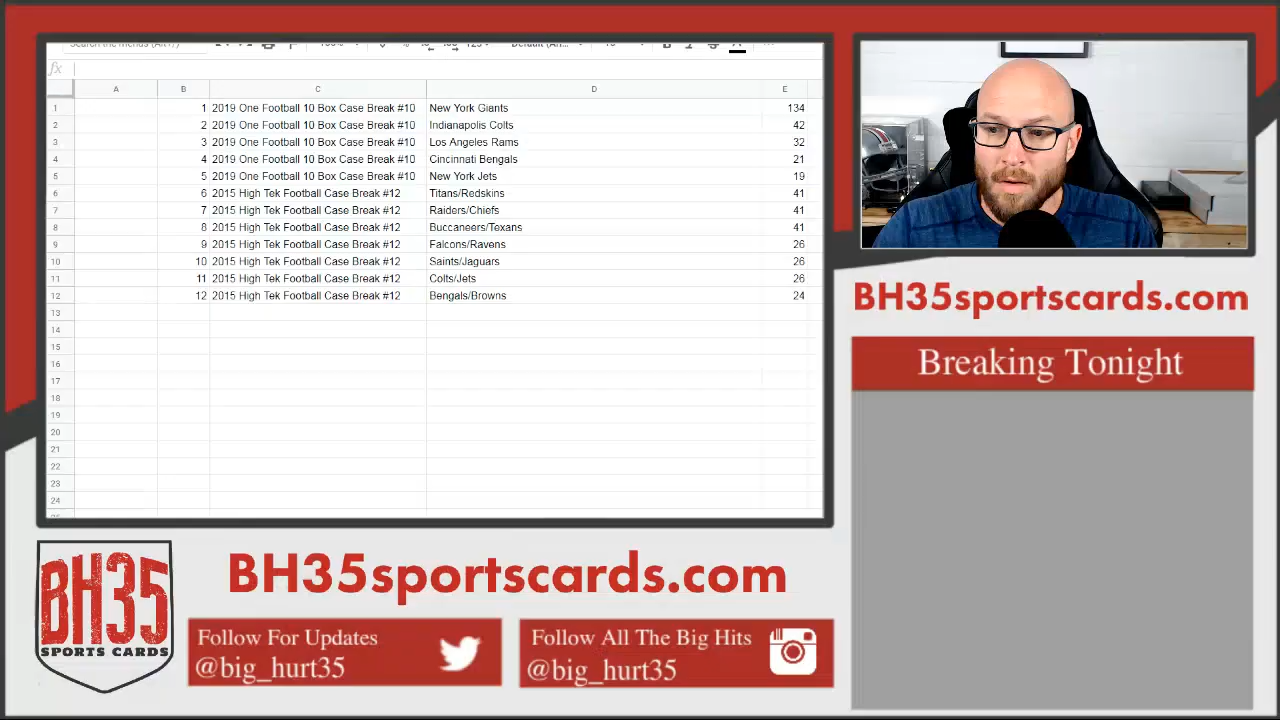 fx
A B C D E
1 1 2019 One Football 10 Box Case Break #10 New York Giants 134
2 2 2019 One Football 10 Box Case Break #10 Indianapolis Colts 42
3 3 2019 One Football 10 Box Case Break #10 Los Angeles Rams 32
4 4 2019 One Football 10 Box Case Break #10 Cincinnati Bengals 21
5 5 2019 One Football 10 Box Case Break #10 New York Jets 19
6 6 2015 High Tek Football Case Break #12 Titans/Redskins 41
7 7 2015 High Tek Football Case Break #12 Raiders/Chiefs 41
8 8 2015 High Tek Football Case Break #12 Buccaneers/Texans 41
9 9 2015 High Tek Football Case Break #12 Falcons/Ravens 26
10 10 2015 High Tek Football Case Break #12 Saints/Jaguars 26
11 11 2015 High Tek Football Case Break #12 Colts/Jets 26
12 12 2015 High Tek Football Case Break #12 Bengals/Browns 24
13
14
15
16
17
18
19
20
21
22
23
24
BH35sportscards.com
Breaking Tonight
BH35
SPORTS CARDS
BH35sportscards.com
Follow For Updates
@big_hurt35
Follow All The Big Hits
@big_hurt35